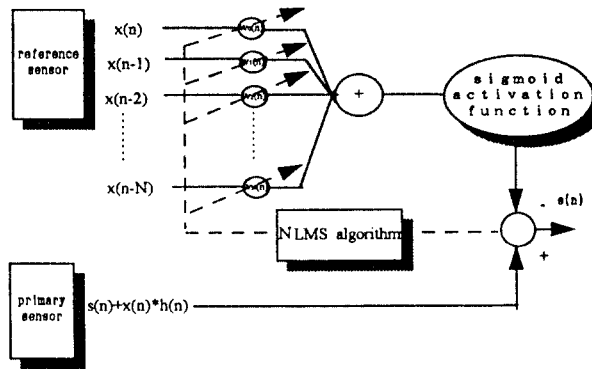 reference
sensor
x(n)
x(n-1)
x(n-2)
x(n-N)
+
sigmoid
activation
function
-
s(n)
+
NLMS algorithm
primary
sensor
s(n)+x(n)*h(n)